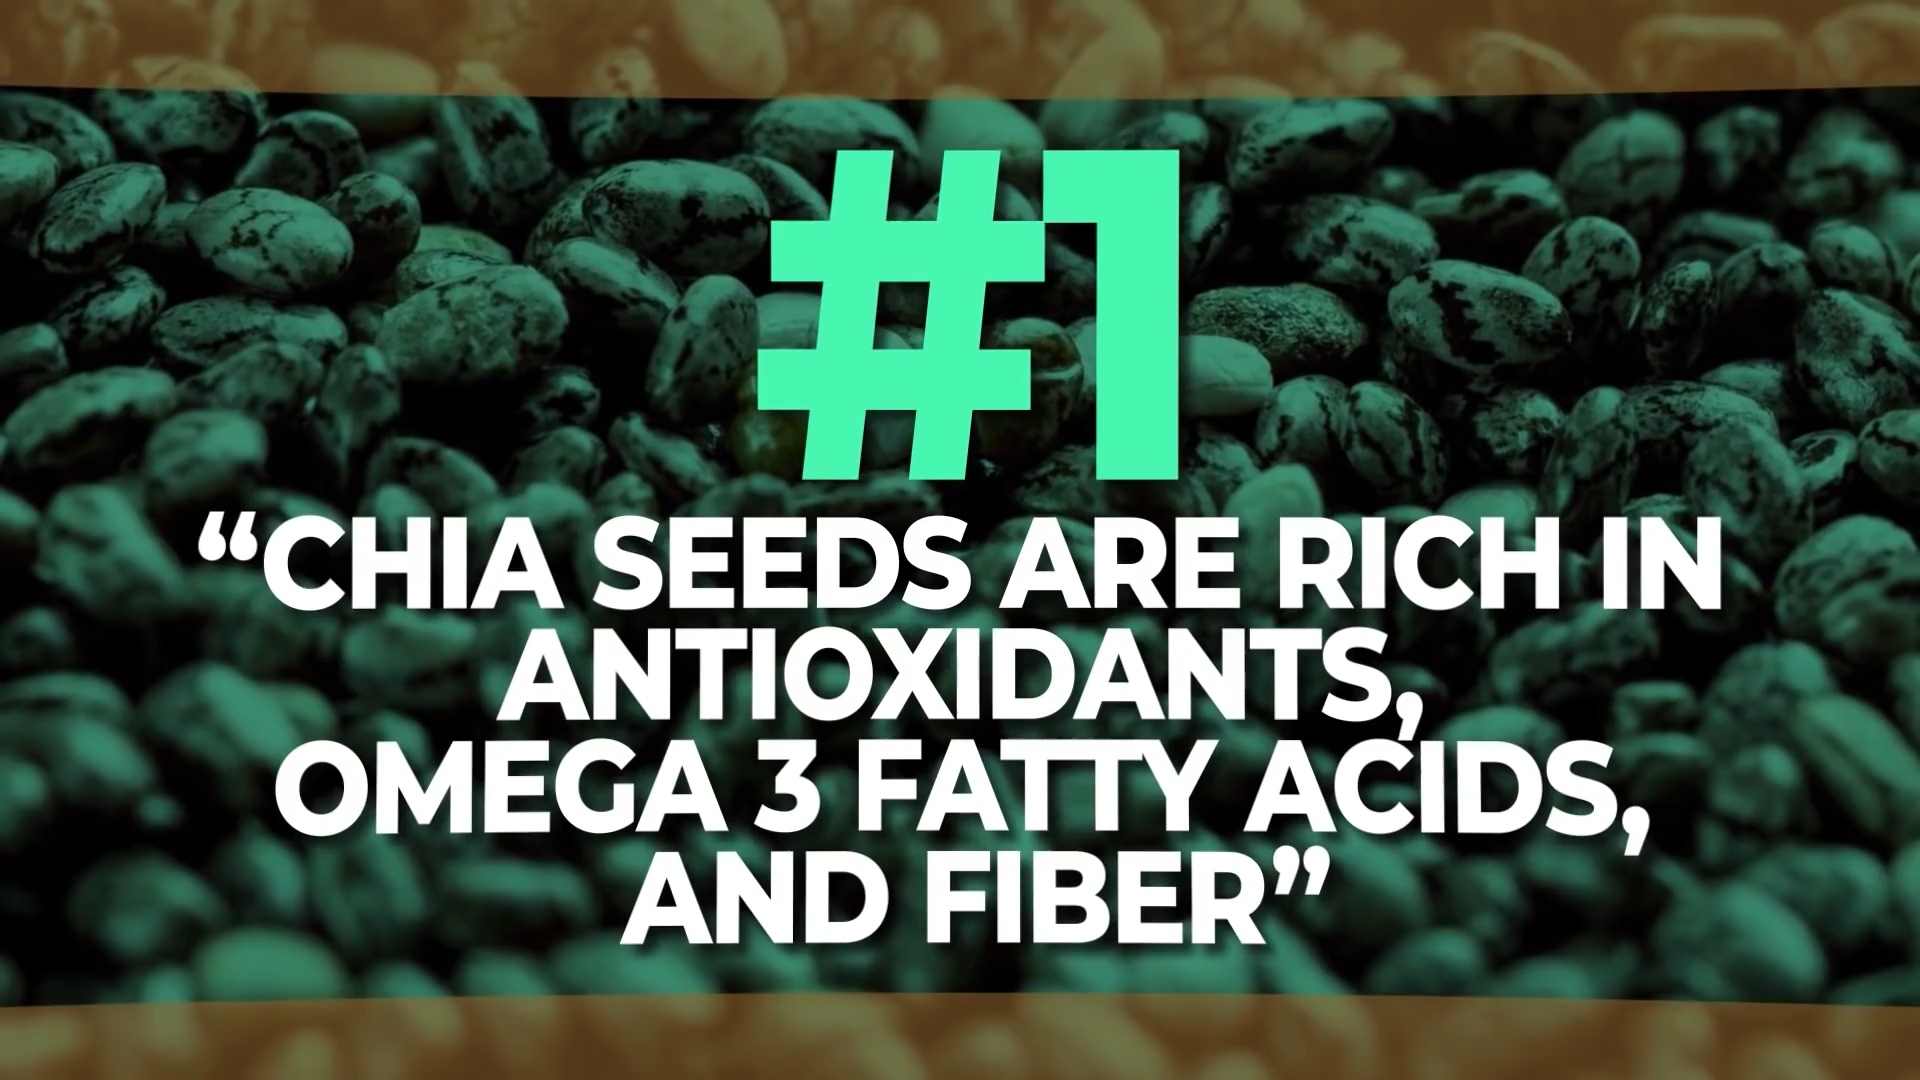 #1
“CHIA SEEDS ARE RICH IN
ANTIOXIDANTS,
OMEGA 3 FATTY ACIDS,
AND FIBER”